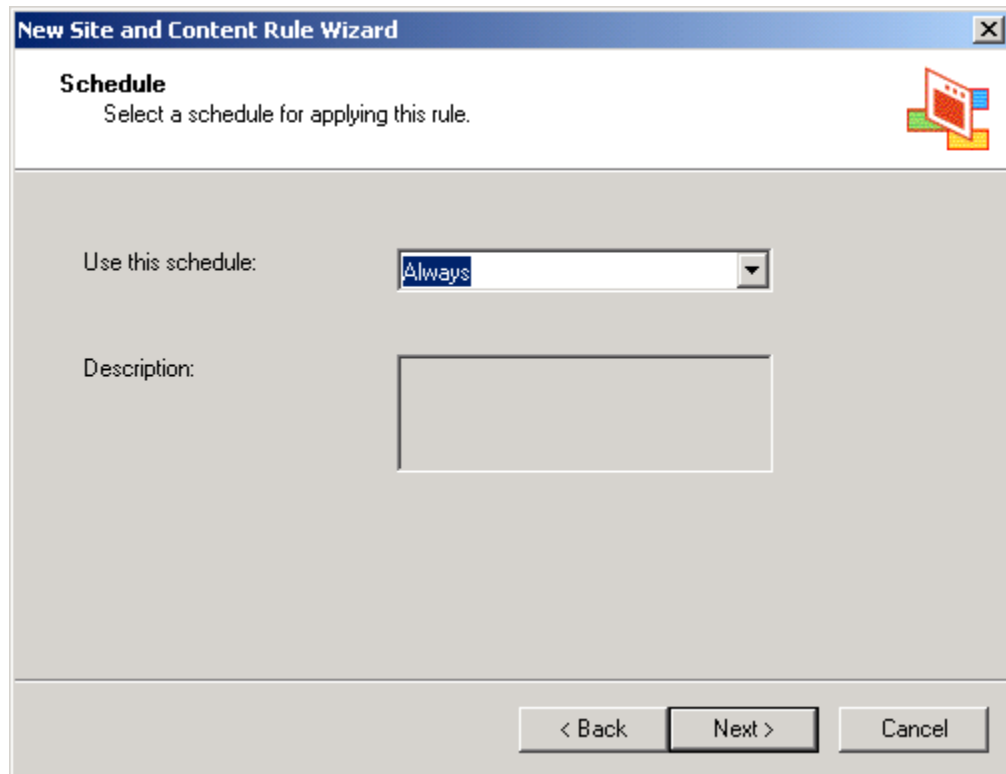 New Site and Content Rule Wizard
Schedule
Select a schedule for applying this rule.
Use this schedule:
Always
Description:
< Back
Next >
Cancel